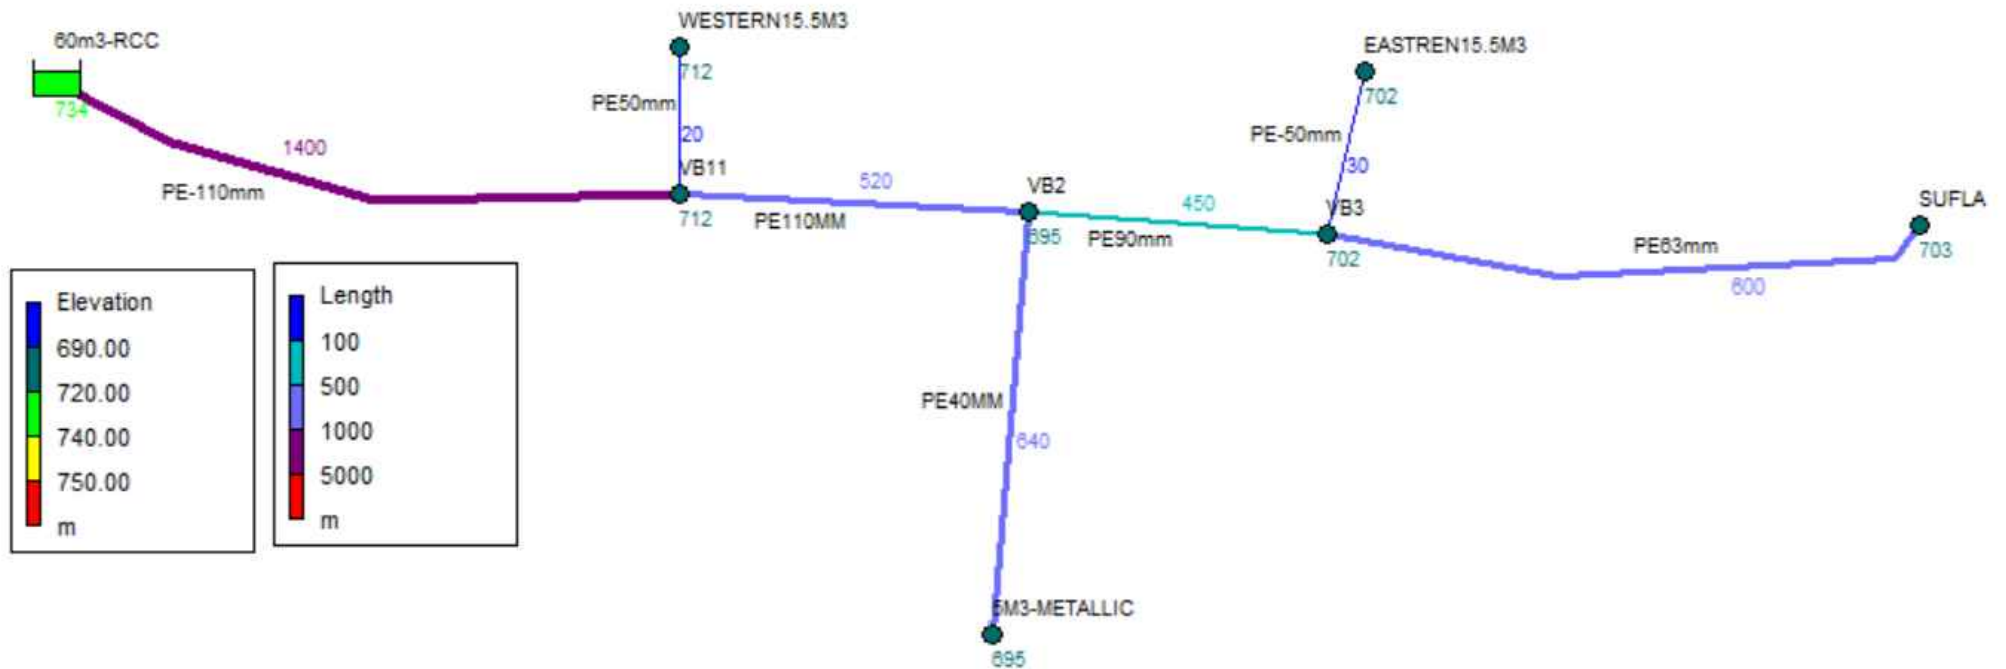 WESTERN15.5M3
60m3-RCC
EASTREN15.5M3
712
734
702
PE50mm
20
PE-50mm
1400
30
VB11
520
VB2
450
VB3
SUFLA
PE-110mm
712
PE110MM
695
PE90mm
702
PE63mm
703
600
Elevation
690.00
720.00
740.00
750.00
m
Length
100
500
1000
5000
m
PE40MM
640
5M3-METALLIC
695